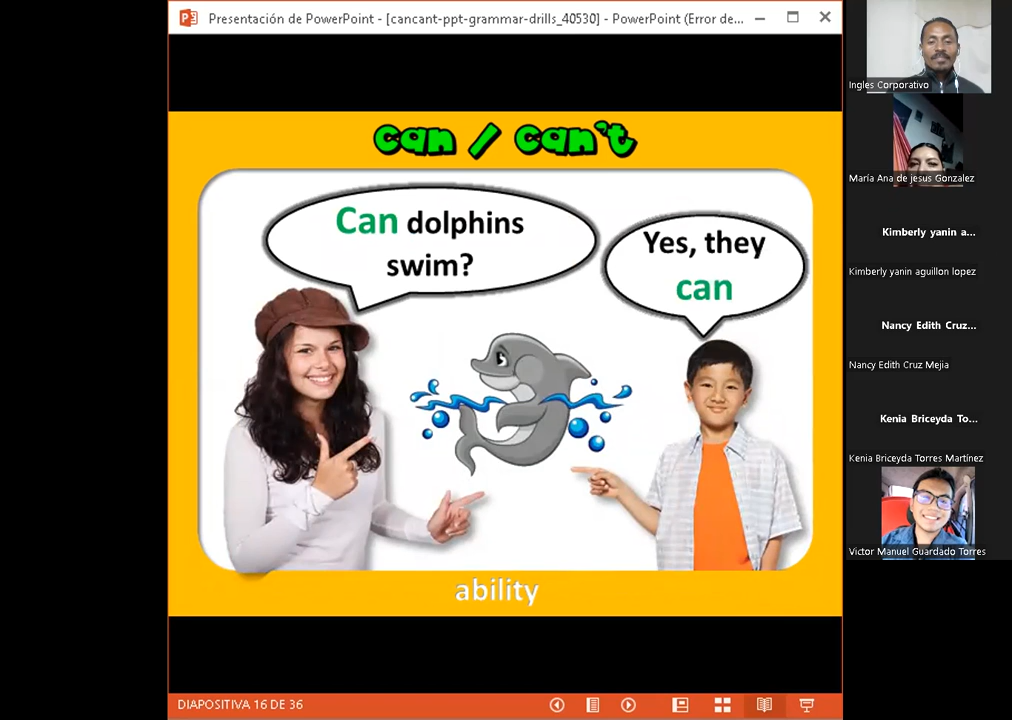 Presentación de PowerPoint - [cancant-ppt-grammar-drills_40530] - PowerPoint (Error de...
can / can't
Can dolphins
swim?
Yes, they
can
ability
DIAPOSITIVA 16 DE 36
Ingles Corporativo
María Ana de jesus Gonzalez
Kimberly yanin a...
Kimberly yanin aguillon lopez
Nancy Edith Cruz...
Nancy Edith Cruz Mejia
Kenia Briceyda To...
Kenia Briceyda Torres Martínez
Victor Manuel Guardado Torres